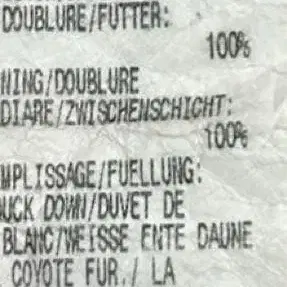 DOUBLURE/FUTTER:
100%
NING/DOUBLURE
DIARE/ZWISCHENSCHICHT:
100%
MPLISSAGE/FUELLUNG:
UCK DOWN/DUVET DE
BLANC/WEISSE ENTE DAUNE
COYOTE FUR./ LA